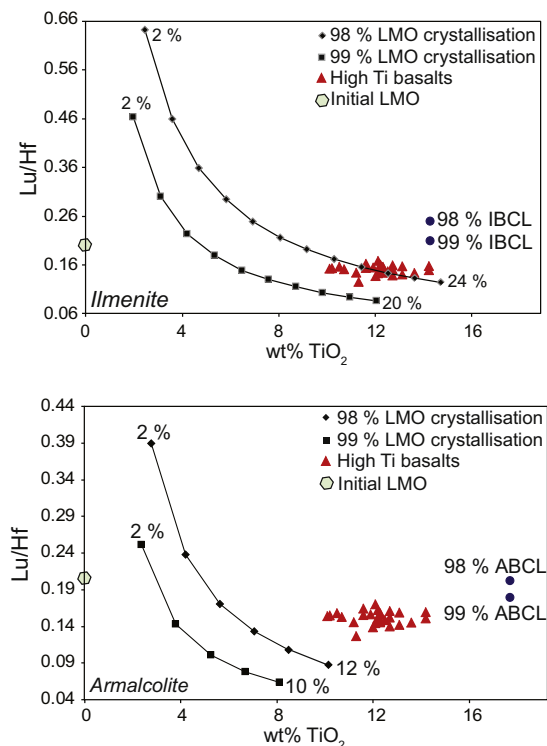 0.66
0.56
0.46
0.36
0.26
0.16
0.06
Lu/Hf
2 %
2 %
98 % LMO crystallisation
99 % LMO crystallisation
High Ti basalts
Initial LMO
98 % IBCL
99 % IBCL
24 %
20 %
Ilmenite
0 4 8 12 16
wt% TiO2
0.44
0.39
0.34
0.29
0.24
0.19
0.14
0.09
0.04
Lu/Hf
2 %
2 %
98 % LMO crystallisation
99 % LMO crystallisation
High Ti basalts
Initial LMO
98 % ABCL
99 % ABCL
12 %
10 %
Armalcolite
0 4 8 12 16
wt% TiO2